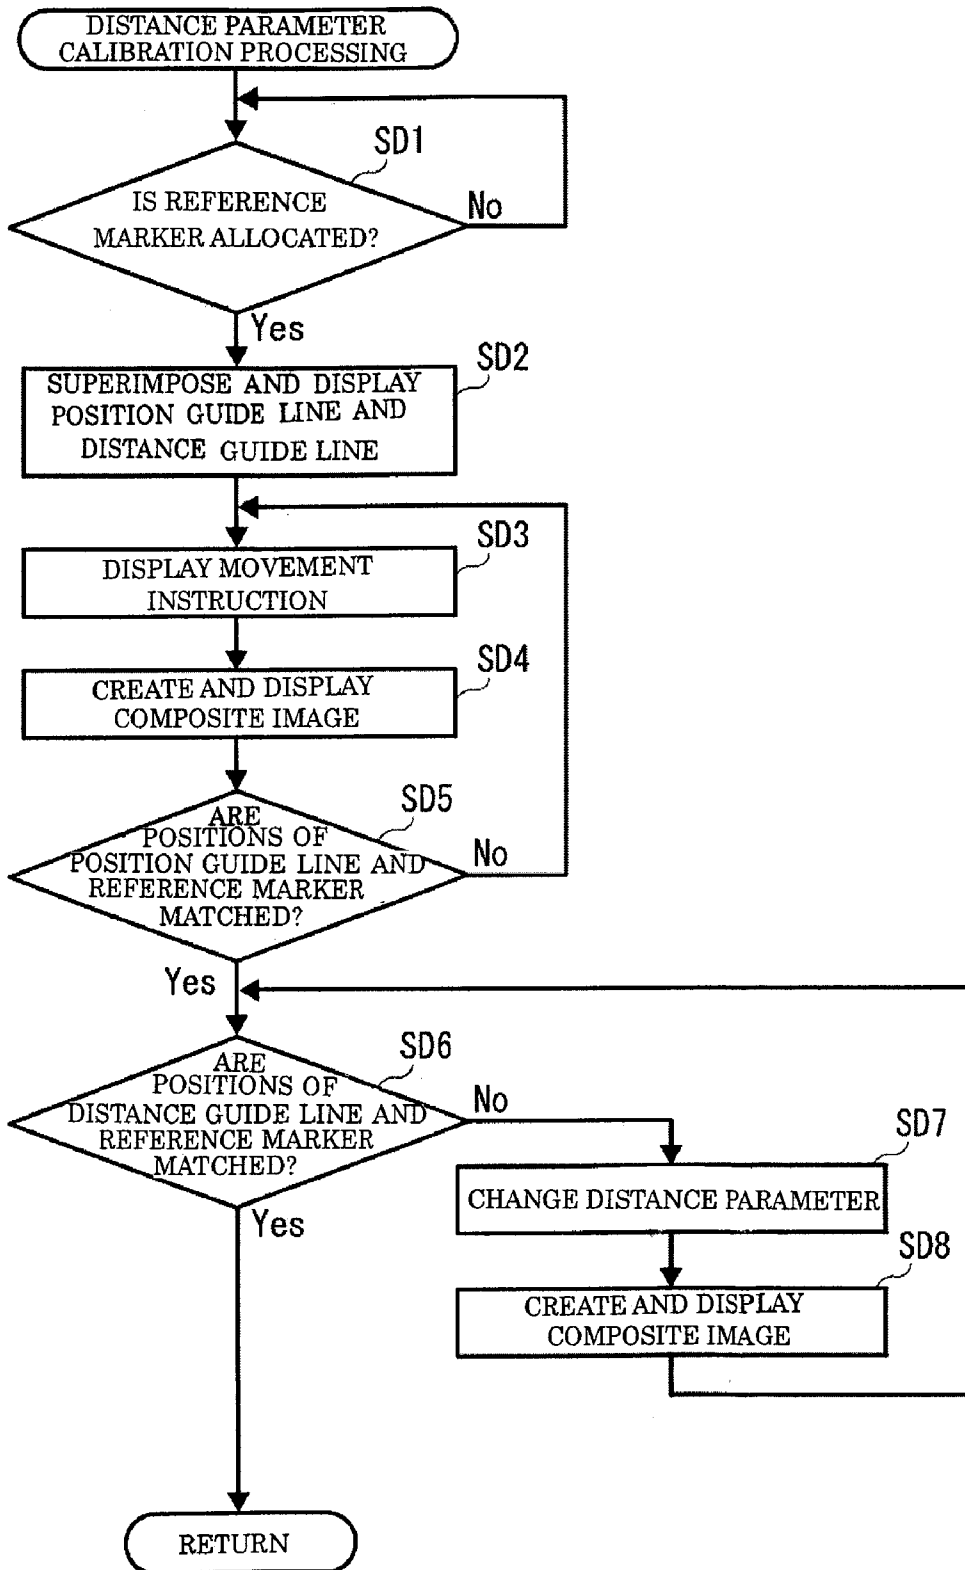 DISTANCE PARAMETER
CALIBRATION PROCESSING
SD1
IS REFERENCE
MARKER ALLOCATED?
No
Yes
SD2
SUPERIMPOSE AND DISPLAY
POSITION GUIDE LINE AND
DISTANCE GUIDE LINE
SD3
DISPLAY MOVEMENT
INSTRUCTION
SD4
CREATE AND DISPLAY
COMPOSITE IMAGE
SD5
ARE
POSITIONS OF
POSITION GUIDE LINE AND
REFERENCE MARKER
MATCHED?
No
Yes
SD6
ARE
POSITIONS OF
DISTANCE GUIDE LINE AND
REFERENCE MARKER
MATCHED?
No
Yes
SD7
CHANGE DISTANCE PARAMETER
SD8
CREATE AND DISPLAY
COMPOSITE IMAGE
RETURN